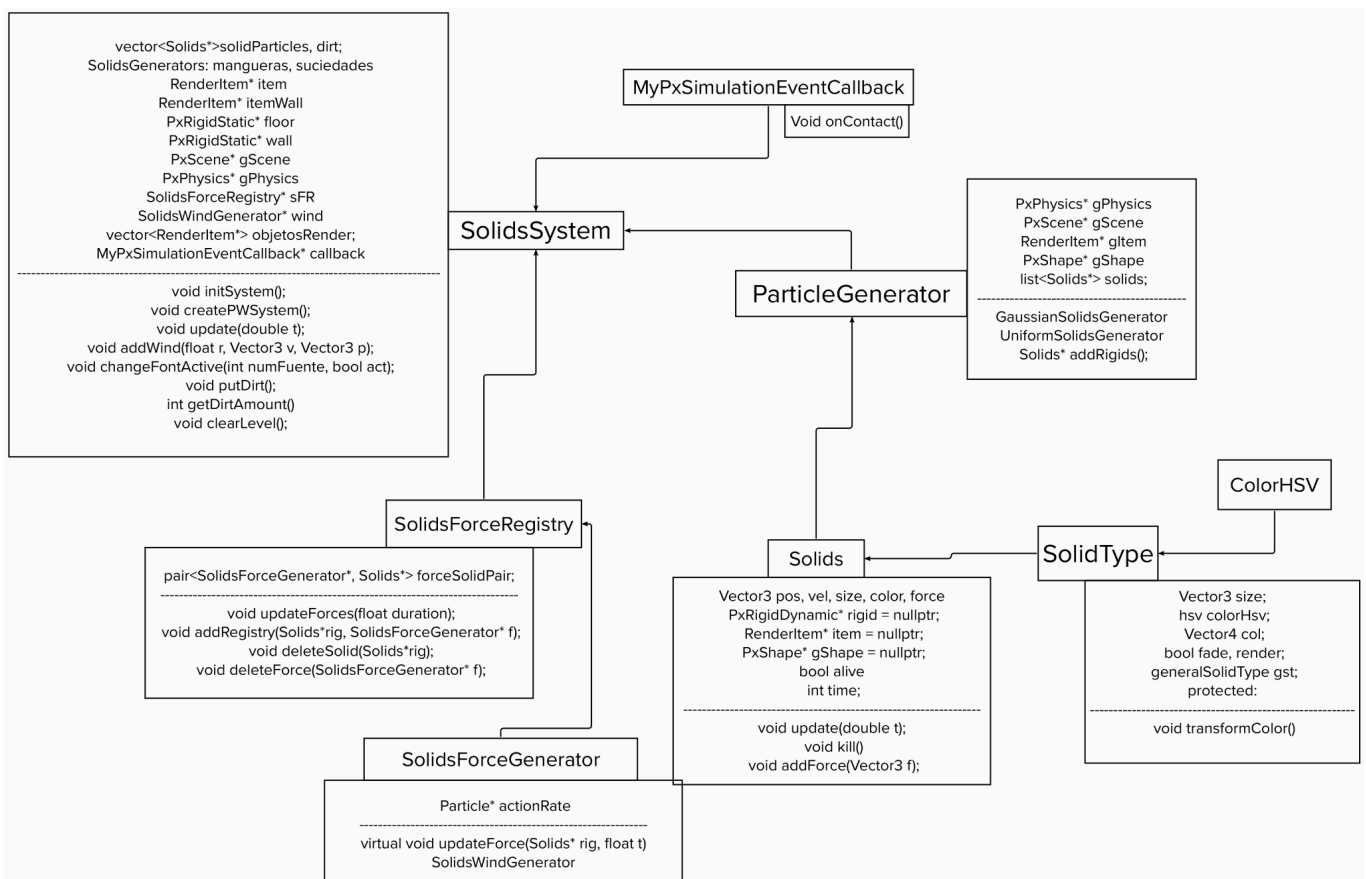 vector<Solids*>solidParticles, dirt;
SolidsGenerators: mangueras, suciedades
RenderItem* item
RenderItem* itemWall
PxRigidStatic* floor
PxRigidStatic* wall
PxScene* gScene
PxPhysics* gPhysics
SolidsForceRegistry* sFR
SolidsWindGenerator* wind
vector<RenderItem*> objetosRender;
MyPxSimulationEventCallback* callback
void initSystem();
void createPWSystem();
void update(double t);
void addWind(float r, Vector3 v, Vector3 p);
void changeFontActive(int numFuente, bool act);
void putDirt();
int getDirtAmount()
void clearLevel();
SolidsSystem
MyPxSimulationEventCallback
Void onContact()
ParticleGenerator
PxPhysics* gPhysics
PxScene* gScene
RenderItem* gItem
PxShape* gShape
list<Solids*> solids;
GaussianSolidsGenerator
UniformSolidsGenerator
Solids* addRigids();
SolidsForceRegistry
pair<SolidsForceGenerator*, Solids*> forceSolidPair;
void updateForces(float duration);
void addRegistry(Solids*rig, SolidsForceGenerator* f);
void deleteSolid(Solids*rig);
void deleteForce(SolidsForceGenerator* f);
SolidsForceGenerator
Particle* actionRate
virtual void updateForce(Solids* rig, float t)
SolidsWindGenerator
Solids
Vector3 pos, vel, size, color, force
PxRigidDynamic* rigid = nullptr;
RenderItem* item = nullptr;
PxShape* gShape = nullptr;
bool alive
int time;
void update(double t);
void kill()
void addForce(Vector3 f);
ColorHSV
SolidType
Vector3 size;
hsv colorHsv;
Vector4 col;
bool fade, render;
generalSolidType gst;
protected:
void transformColor()